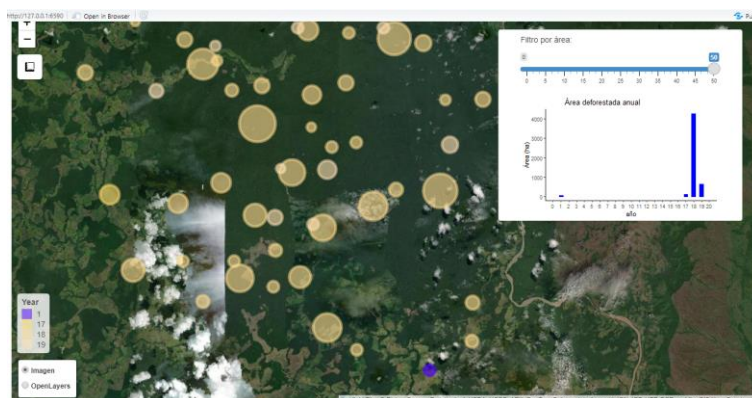 https://127.0.0.1:6590
Open in Browser
Pu
+
−
Filtro por área:
0
50
0 5 10 15 20 25 30 35 40 45 50
Área deforestada anual
Área (ha)
4000
3000
2000
1000
0
0 1 2 3 4 5 6 7 8 9 10 11 12 13 14 15 16 17 18 19 20
año
Year
1
17
18
19
Imagen
OpenLayers